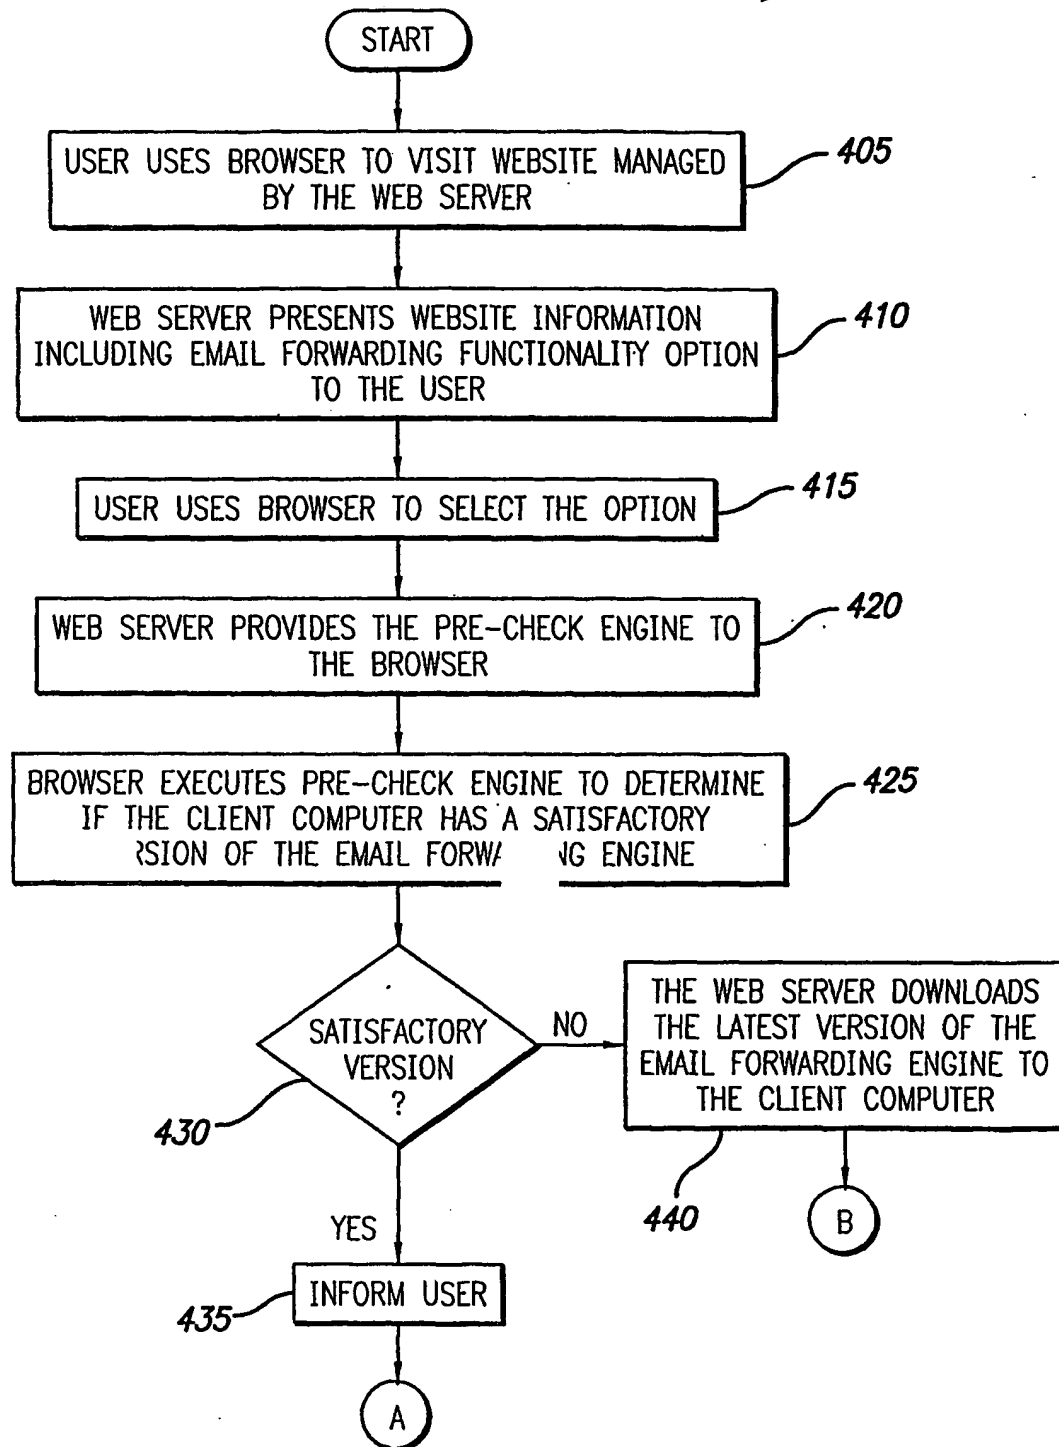 START
USER USES BROWSER TO VISIT WEBSITE MANAGED
BY THE WEB SERVER
405
WEB SERVER PRESENTS WEBSITE INFORMATION
INCLUDING EMAIL FORWARDING FUNCTIONALITY OPTION
TO THE USER
410
USER USES BROWSER TO SELECT THE OPTION
415
WEB SERVER PROVIDES THE PRE-CHECK ENGINE TO
THE BROWSER
420
BROWSER EXECUTES PRE-CHECK ENGINE TO DETERMINE
IF THE CLIENT COMPUTER HAS A SATISFACTORY
OF THE EMAIL ENGINE
425
SATISFACTORY
VERSION
?
430
NO
THE WEB SERVER DOWNLOADS
THE LATEST VERSION OF THE
EMAIL FORWARDING ENGINE TO
THE CLIENT COMPUTER
440
B
YES
INFORM USER
435
A